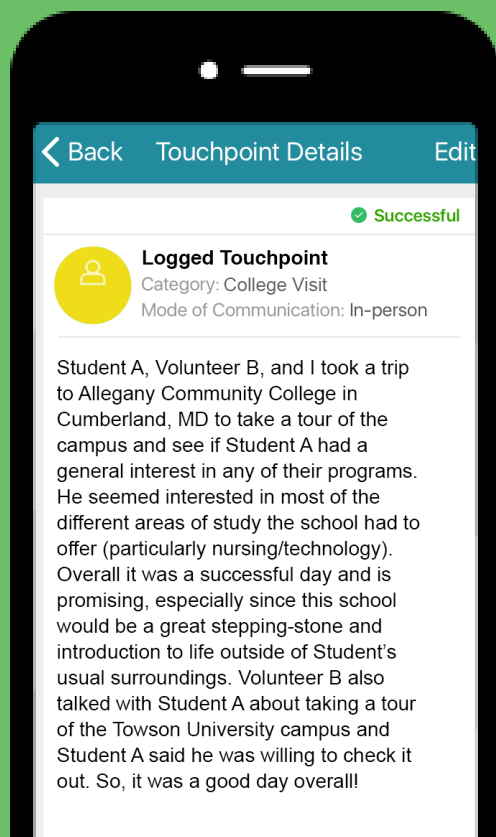 Back Touchpoint Details Edit
Successful
Logged Touchpoint
Category: College Visit
Mode of Communication: In-person
Student A, Volunteer B, and I took a trip
to Allegany Community College in
Cumberland, MD to take a tour of the
campus and see if Student A had a
general interest in any of their programs.
He seemed interested in most of the
different areas of study the school had to
offer (particularly nursing/technology).
Overall it was a successful day and is
promising, especially since this school
would be a great stepping-stone and
introduction to life outside of Student’s
usual surroundings. Volunteer B also
talked with Student A about taking a tour
of the Towson University campus and
Student A said he was willing to check it
out. So, it was a good day overall!